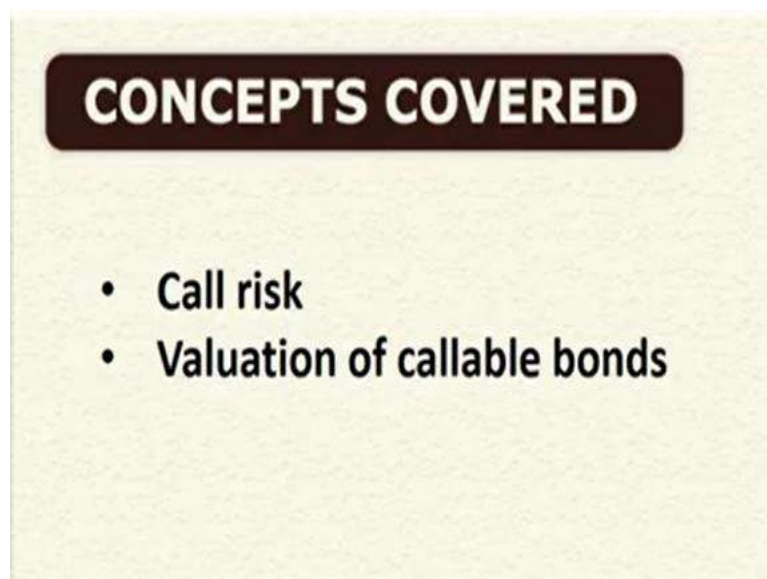 CONCEPTS COVERED
• Call risk
• Valuation of callable bonds